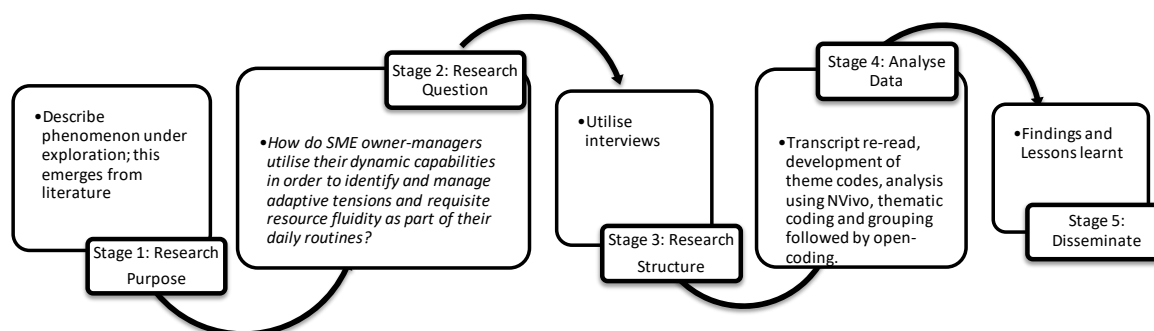 •Describe
phenomenon under
exploration; this
emerges from
literature
Stage 1: Research
Purpose
Stage 2: Research
Question
•How do SME owner-managers
utilise their dynamic capabilities
in order to identify and manage
adaptive tensions and requisite
resource fluidity as part of their
daily routines?
•Utilise
interviews
Stage 3: Research
Structure
Stage 4: Analyse
Data
•Transcript re-read,
development of
theme codes, analysis
using NVivo, thematic
coding and grouping
followed by open-
coding.
•Findings and
Lessons learnt
Stage 5:
Disseminate